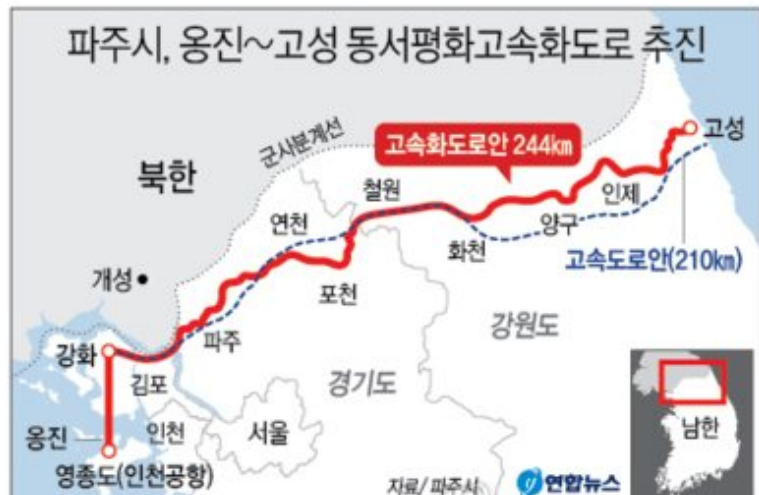 파주시, 옹진~고성 동서평화고속화도로 추진
군사분계선
고성
고속화도로안 244km
북한
철원
인제
연천
양구
화천
고속도로안(210km)
개성
포천
강원도
파주
강화
김포
경기도
인천
서울
옹진
남한
영종도(인천공항)
자료/ 파주시
연합뉴스